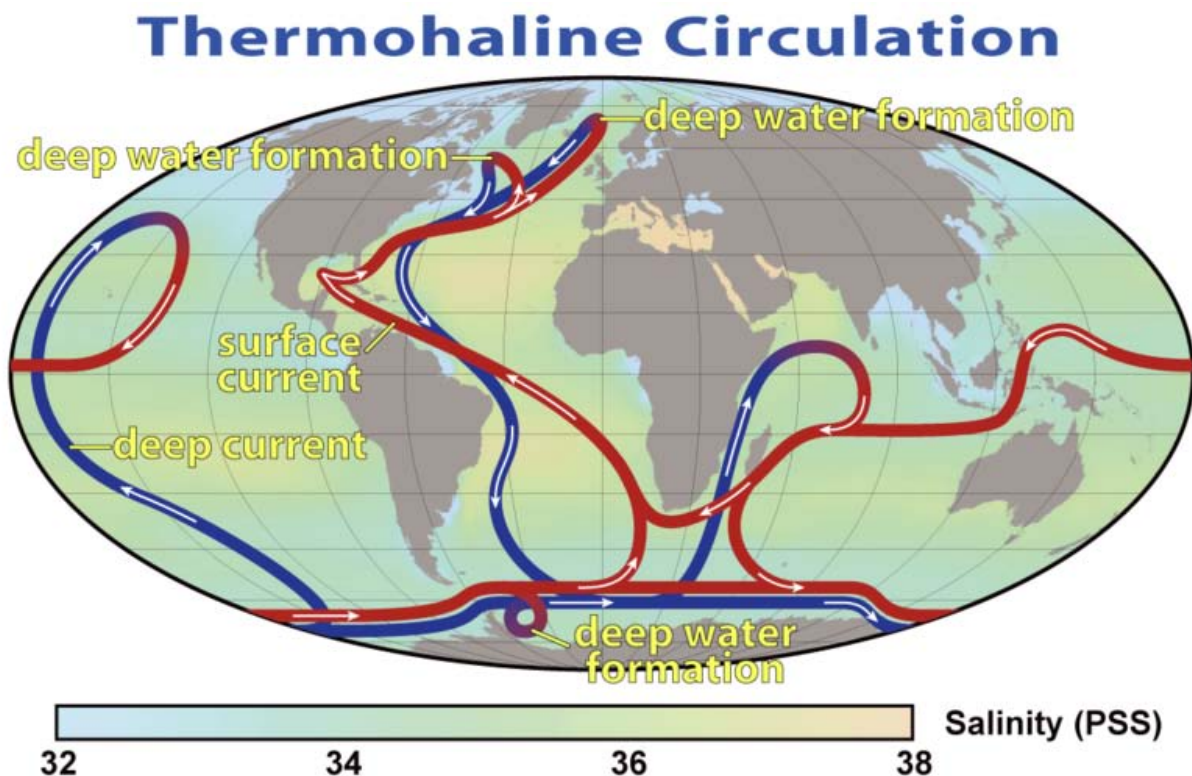 Thermohaline Circulation
deep water formation
deep water formation
surface
current
deep current
deep water
formation
Salinity (PSS)
32 34 36 38